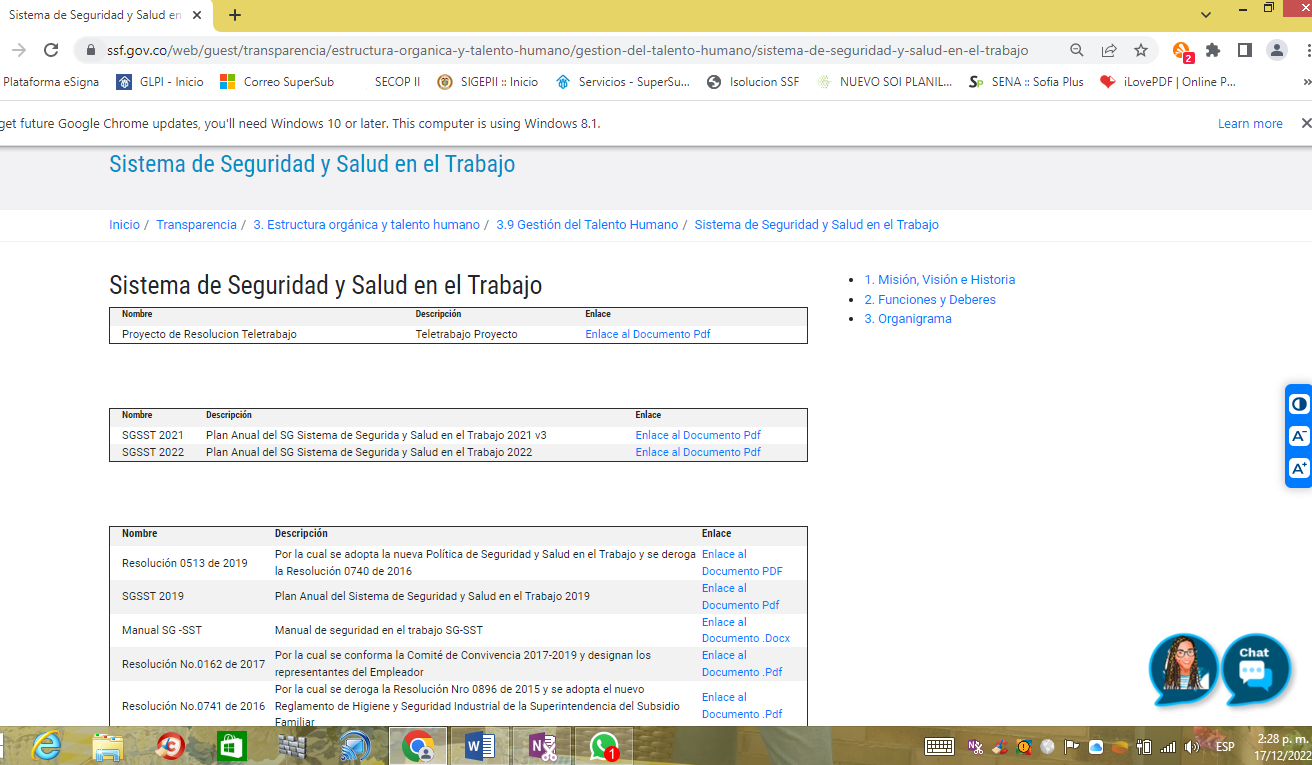 Sistema de Seguridad y Salud en
ssf.gov.co/web/guest/transparencia/estructura-organica-y-talento-humano/gestion-del-talento-humano/sistema-de-seguridad-y-salud-en-el-trabajo
2
Plataforma eSigna GLPI - Inicio Correo SuperSub SECOP II SIGEPII :: Inicio Servicios - SuperSu... Isolucion SSF NUEVO SOI PLANIL... SENA :: Sofia Plus iLovePDF | Online P... »
get future Google Chrome updates, you'll need Windows 10 or later. This computer is using Windows 8.1. Learn more
Sistema de Seguridad y Salud en el Trabajo
Inicio / Transparencia / 3. Estructura orgánica y talento humano / 3.9 Gestión del Talento Humano / Sistema de Seguridad y Salud en el Trabajo
Sistema de Seguridad y Salud en el Trabajo
Nombre Descripción Enlace
Proyecto de Resolucion Teletrabajo Teletrabajo Proyecto Enlace al Documento Pdf
Nombre Descripción Enlace
SGSST 2021 Plan Anual del SG Sistema de Segurida y Salud en el Trabajo 2021 v3 Enlace al Documento Pdf
SGSST 2022 Plan Anual del SG Sistema de Segurida y Salud en el Trabajo 2022 Enlace al Documento Pdf
Nombre Descripción Enlace
Resolución 0513 de 2019 Por la cual se adopta la nueva Política de Seguridad y Salud en el Trabajo y se deroga Enlace al
la Resolución 0740 de 2016 Documento PDF
SGSST 2019 Plan Anual del Sistema de Seguridad y Salud en el Trabajo 2019 Enlace al
Documento Pdf
Manual SG -SST Manual de seguridad en el trabajo SG-SST Enlace al
Documento .Docx
Resolución No.0162 de 2017 Por la cual se conforma la Comité de Convivencia 2017-2019 y designan los Enlace al
representantes del Empleador Documento .Pdf
Resolución No.0741 de 2016 Por la cual se deroga la Resolución Nro 0896 de 2015 y se adopta el nuevo Enlace al
Reglamento de Higiene y Seguridad Industrial de la Superintendencia del Subsidio Documento .Pdf
Familiar
1. Misión, Visión e Historia
2. Funciones y Deberes
3. Organigrama
A-
A+
Chat
1
ESP
2:28 p. m.
17/12/2022